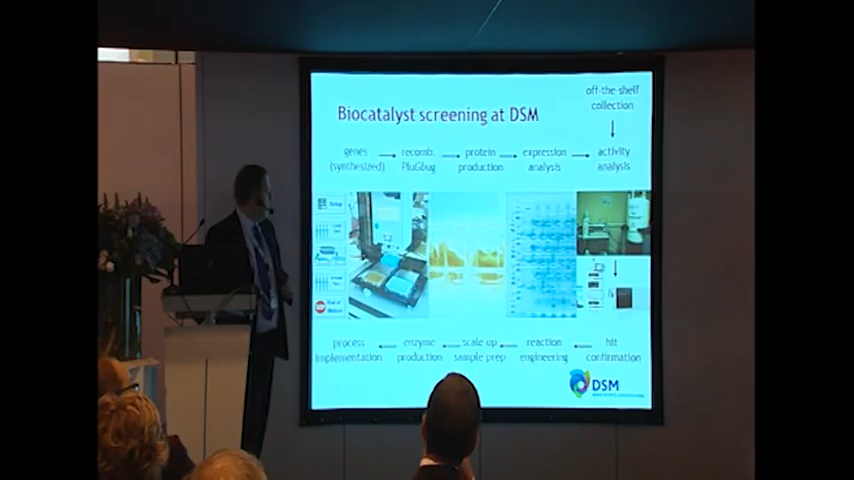 off-the-shelf
collection
Biocatalyst screening at DSM
genes
(synthesized)
recomb.
PluGbug
protein
production
expression
analysis
activity
analysis
process
implementation
enzyme
production
scale up
sample prep
reaction
engineering
hit
confirmation
DSM